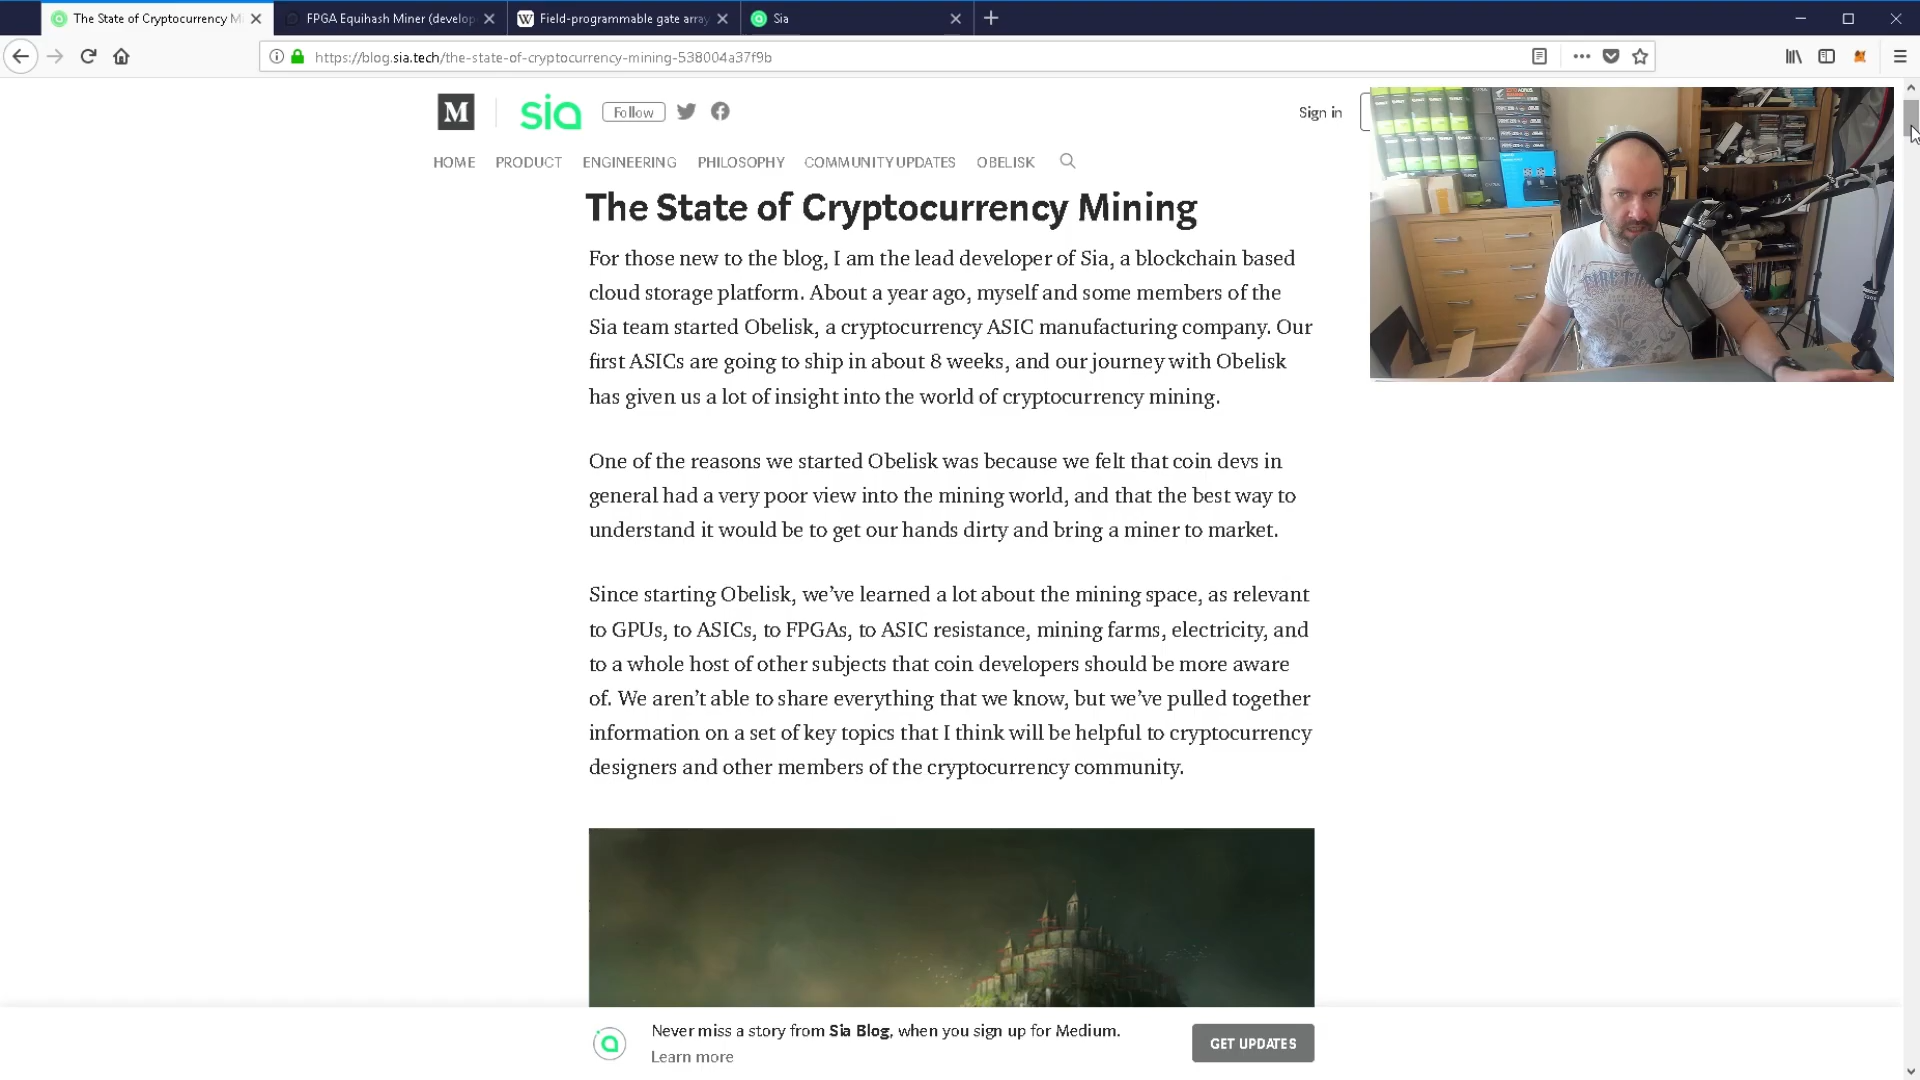 The State of Cryptocurrency Mi
FPGA Equihash Miner (develop
W Field-programmable gate array
Sia
https://blog.sia.tech/the-state-of-cryptocurrency-mining-538004a37f9b
M
sia
Follow
Sign in
HOME PRODUCT ENGINEERING PHILOSOPHY COMMUNITY UPDATES OBELISK
The State of Cryptocurrency Mining
For those new to the blog, I am the lead developer of Sia, a blockchain based
cloud storage platform. About a year ago, myself and some members of the
Sia team started Obelisk, a cryptocurrency ASIC manufacturing company. Our
first ASICs are going to ship in about 8 weeks, and our journey with Obelisk
has given us a lot of insight into the world of cryptocurrency mining.
One of the reasons we started Obelisk was because we felt that coin devs in
general had a very poor view into the mining world, and that the best way to
understand it would be to get our hands dirty and bring a miner to market.
Since starting Obelisk, we’ve learned a lot about the mining space, as relevant
to GPUs, to ASICs, to FPGAs, to ASIC resistance, mining farms, electricity, and
to a whole host of other subjects that coin developers should be more aware
of. We aren’t able to share everything that we know, but we’ve pulled together
information on a set of key topics that I think will be helpful to cryptocurrency
designers and other members of the cryptocurrency community.
Never miss a story from Sia Blog, when you sign up for Medium.
Learn more
GET UPDATES